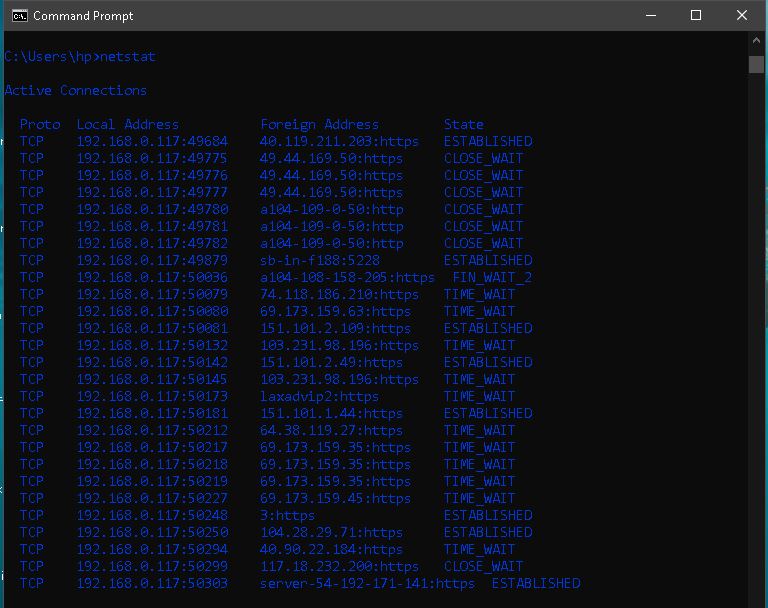 Command Prompt
C:\Users\hp>netstat
Active Connections
Proto  Local Address          Foreign Address        State
TCP    192.168.0.117:49684    40.119.211.203:https   ESTABLISHED
TCP    192.168.0.117:49775    49.44.169.50:https     CLOSE_WAIT
TCP    192.168.0.117:49776    49.44.169.50:https     CLOSE_WAIT
TCP    192.168.0.117:49777    49.44.169.50:https     CLOSE_WAIT
TCP    192.168.0.117:49780    a104-109-0-50:http     CLOSE_WAIT
TCP    192.168.0.117:49781    a104-109-0-50:http     CLOSE_WAIT
TCP    192.168.0.117:49782    a104-109-0-50:http     CLOSE_WAIT
TCP    192.168.0.117:49879    sb-in-f188:5228        ESTABLISHED
TCP    192.168.0.117:50036    a104-108-158-205:https  FIN_WAIT_2
TCP    192.168.0.117:50079    74.118.186.210:https   TIME_WAIT
TCP    192.168.0.117:50080    69.173.159.63:https    TIME_WAIT
TCP    192.168.0.117:50081    151.101.2.109:https    ESTABLISHED
TCP    192.168.0.117:50132    103.231.98.196:https   TIME_WAIT
TCP    192.168.0.117:50142    151.101.2.49:https     ESTABLISHED
TCP    192.168.0.117:50145    103.231.98.196:https   TIME_WAIT
TCP    192.168.0.117:50173    laxadvip2:https        TIME_WAIT
TCP    192.168.0.117:50181    151.101.1.44:https     ESTABLISHED
TCP    192.168.0.117:50212    64.38.119.27:https     TIME_WAIT
TCP    192.168.0.117:50217    69.173.159.35:https    TIME_WAIT
TCP    192.168.0.117:50218    69.173.159.35:https    TIME_WAIT
TCP    192.168.0.117:50219    69.173.159.35:https    TIME_WAIT
TCP    192.168.0.117:50227    69.173.159.45:https    TIME_WAIT
TCP    192.168.0.117:50248    3:https                ESTABLISHED
TCP    192.168.0.117:50250    104.28.29.71:https     ESTABLISHED
TCP    192.168.0.117:50294    40.90.22.184:https     TIME_WAIT
TCP    192.168.0.117:50299    117.18.232.200:https   CLOSE_WAIT
TCP    192.168.0.117:50303    server-54-192-171-141:https  ESTABLISHED